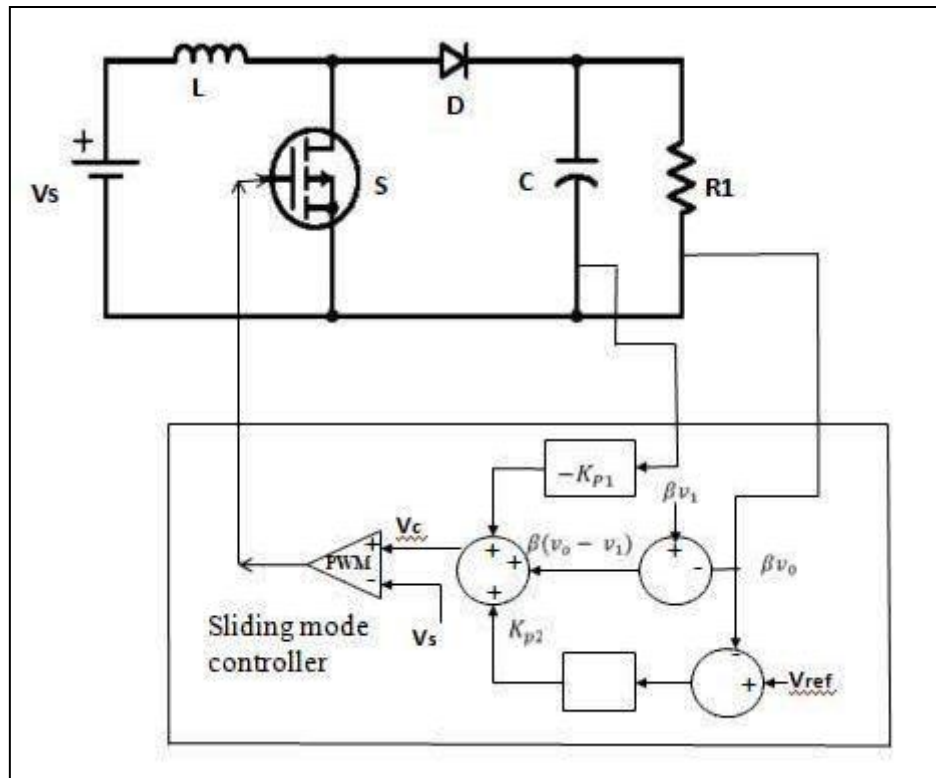 L
D
+
Vs
S
C
R1
−K_{P1}
βv_1
Vc
+
+
β(v_o − v_1)
+
-
βv_0
+
PWM
-
+
Vs
K_{p2}
Sliding mode
controller
-
+
Vref